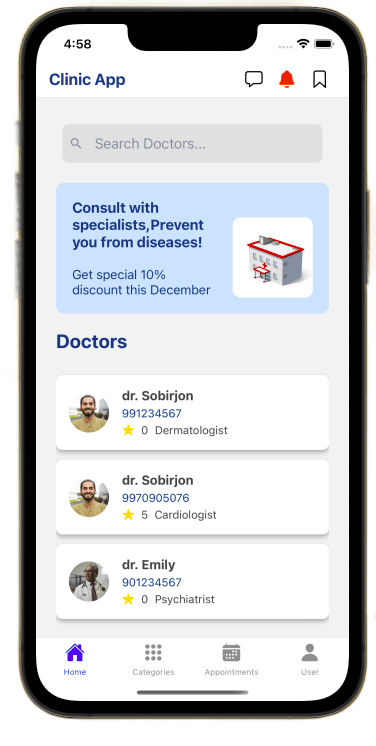 4:58
Clinic App
Search Doctors...
Consult with
specialists,Prevent
you from diseases!
Get special 10%
discount this December
Doctors
dr. Sobirjon
991234567
0 Dermatologist
dr. Sobirjon
9970905076
5 Cardiologist
dr. Emily
901234567
0 Psychiatrist
Home Categories Appointments User